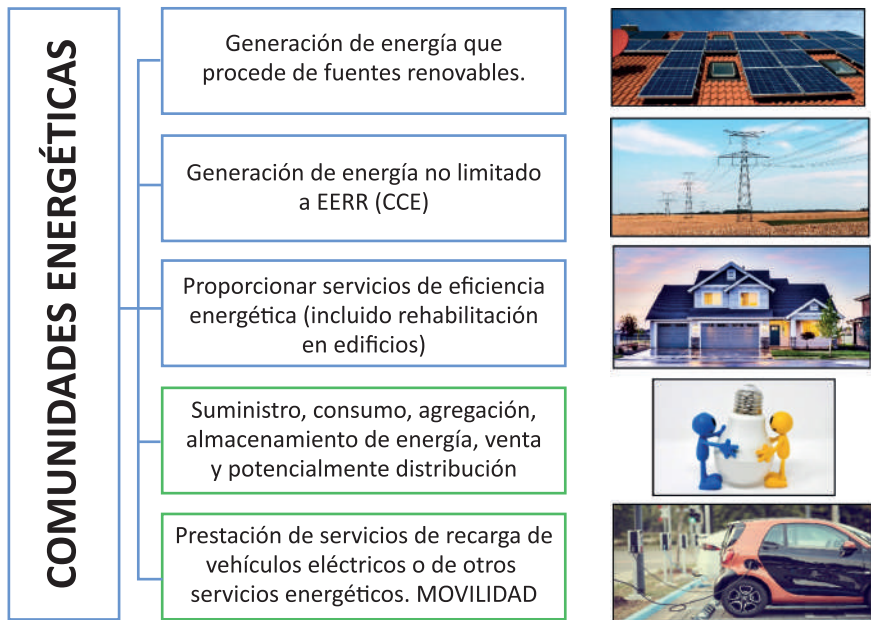 COMUNIDADES ENERGÉTICAS
Generación de energía que
procede de fuentes renovables.
Generación de energía no limitado
a EERR (CCE)
Proporcionar servicios de eficiencia
energética (incluido rehabilitación
en edificios)
Suministro, consumo, agregación,
almacenamiento de energía, venta
y potencialmente distribución
Prestación de servicios de recarga de
vehículos eléctricos o de otros
servicios energéticos. MOVILIDAD